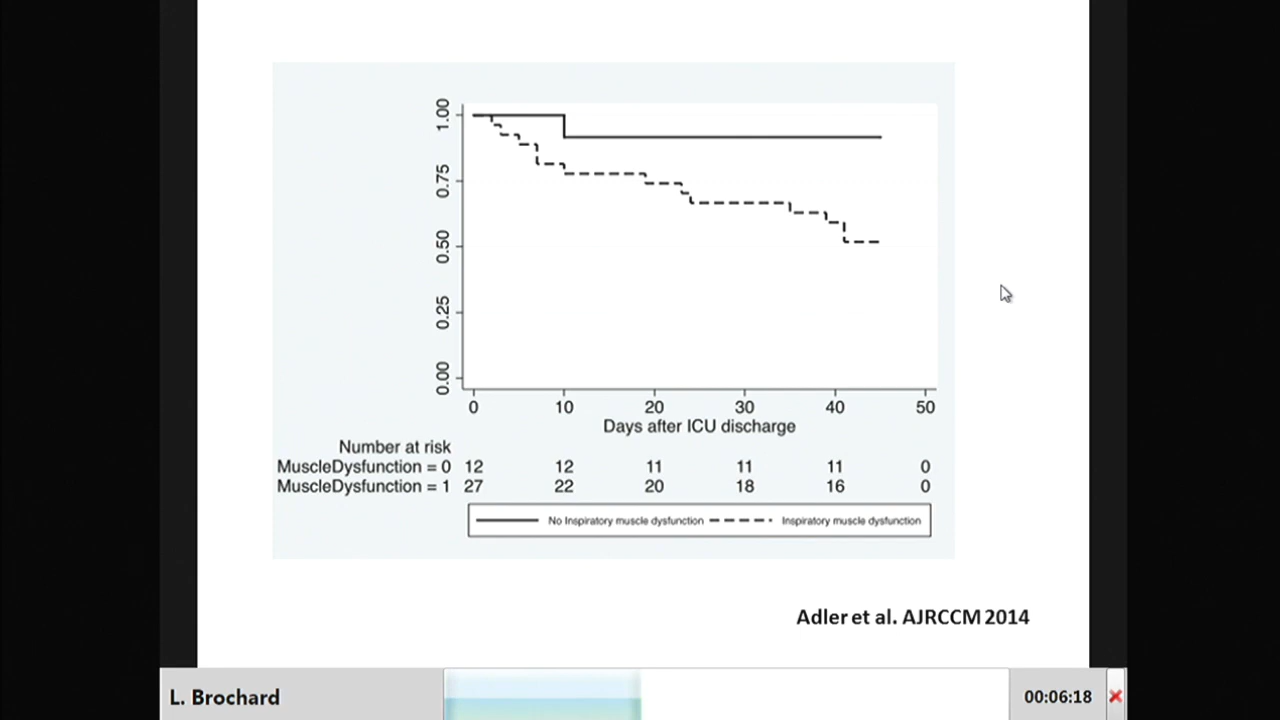 1.00
0.75
0.50
0.25
0.00
0 10 20 30 40 50
Days after ICU discharge
Number at risk
MuscleDysfunction = 0 12 12 11 11 11 0
MuscleDysfunction = 1 27 22 20 18 16 0
No Inspiratory muscle dysfunction Inspiratory muscle dysfunction
Adler et al. AJRCCM 2014
L. Brochard 00:06:18